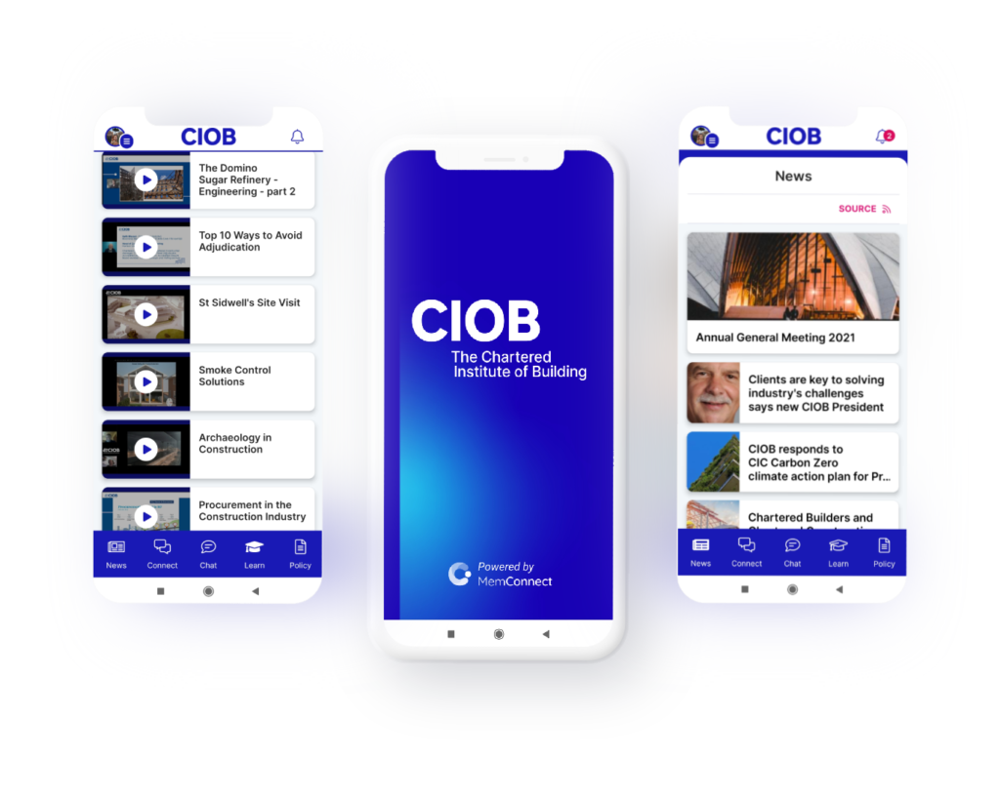 CIOB
The Domino
Sugar Refinery -
Engineering - part 2
Top 10 Ways to Avoid
Adjudication
St Sidwell's Site Visit
Smoke Control
Solutions
Archaeology in
Construction
Procurement in the
Construction Industry
News
Connect
Chat
Learn
Policy
CIOB
The Chartered
Institute of Building
Powered by
MemConnect
CIOB
2
News
SOURCE
Annual General Meeting 2021
Clients are key to solving
industry's challenges
says new CIOB President
CIOB responds to
CIC Carbon Zero
climate action plan for Pr...
Chartered Builders and
News
Connect
Chat
Learn
Policy